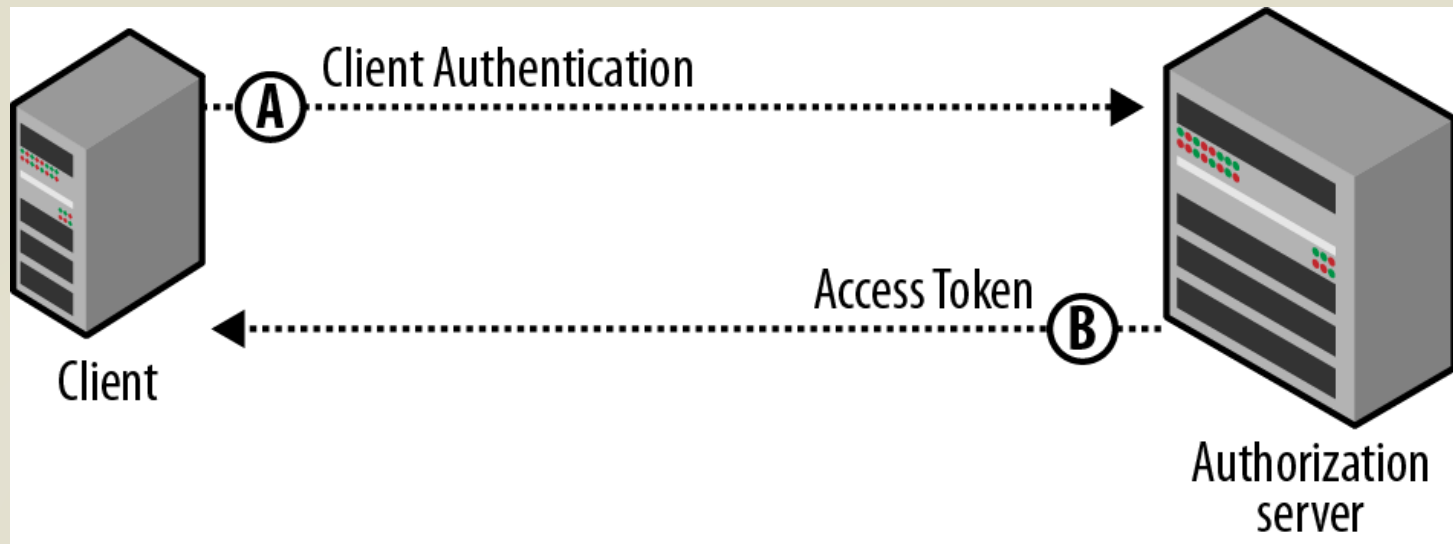 Client Authentication
A
Access Token
B
Client
Authorization
server